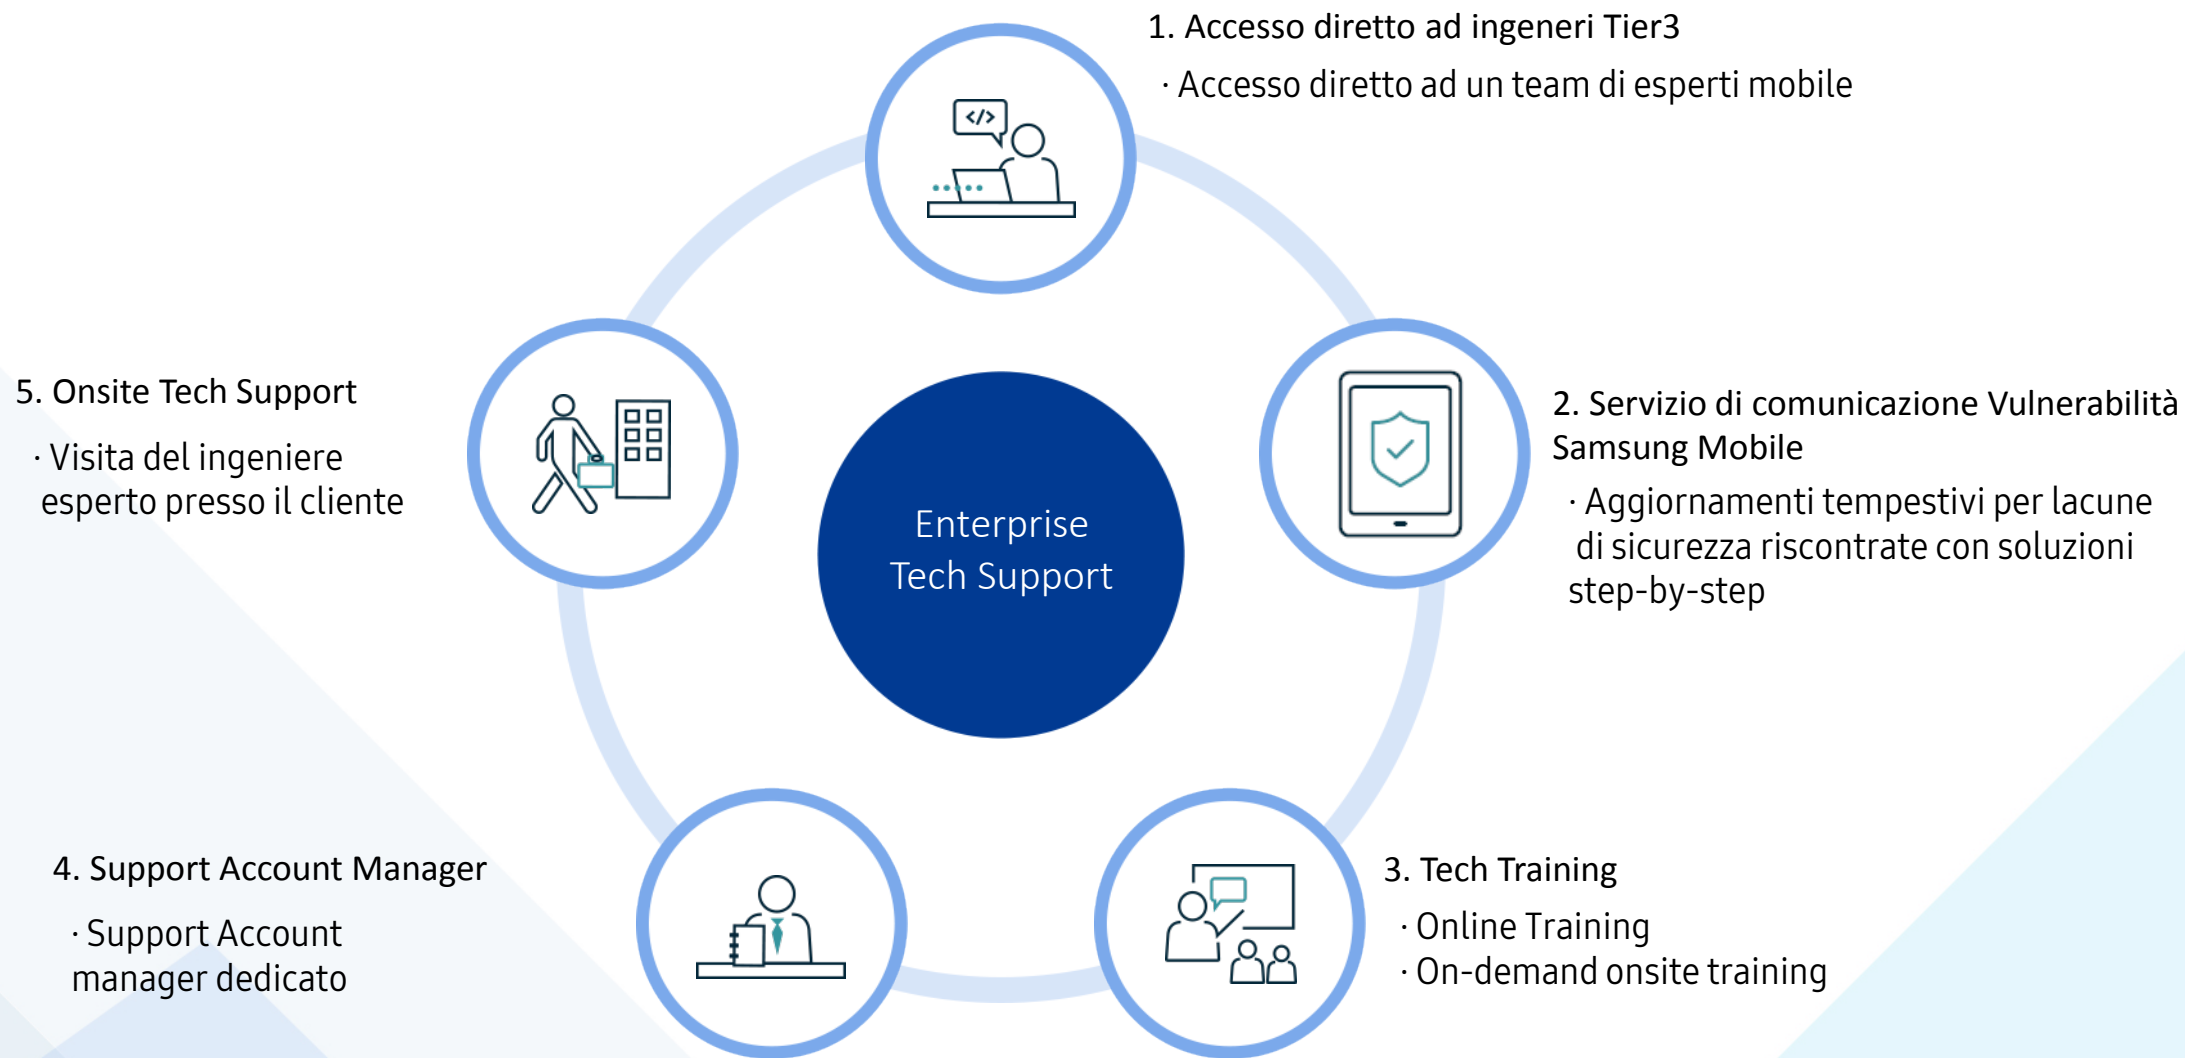 1. Accesso diretto ad ingeneri Tier3
· Accesso diretto ad un team di esperti mobile
</>
2. Servizio di comunicazione Vulnerabilità
Samsung Mobile
· Aggiornamenti tempestivi per lacune
di sicurezza riscontrate con soluzioni
step-by-step
3. Tech Training
· Online Training
· On-demand onsite training
4. Support Account Manager
· Support Account
manager dedicato
5. Onsite Tech Support
· Visita del ingeniere
esperto presso il cliente
Enterprise
Tech Support